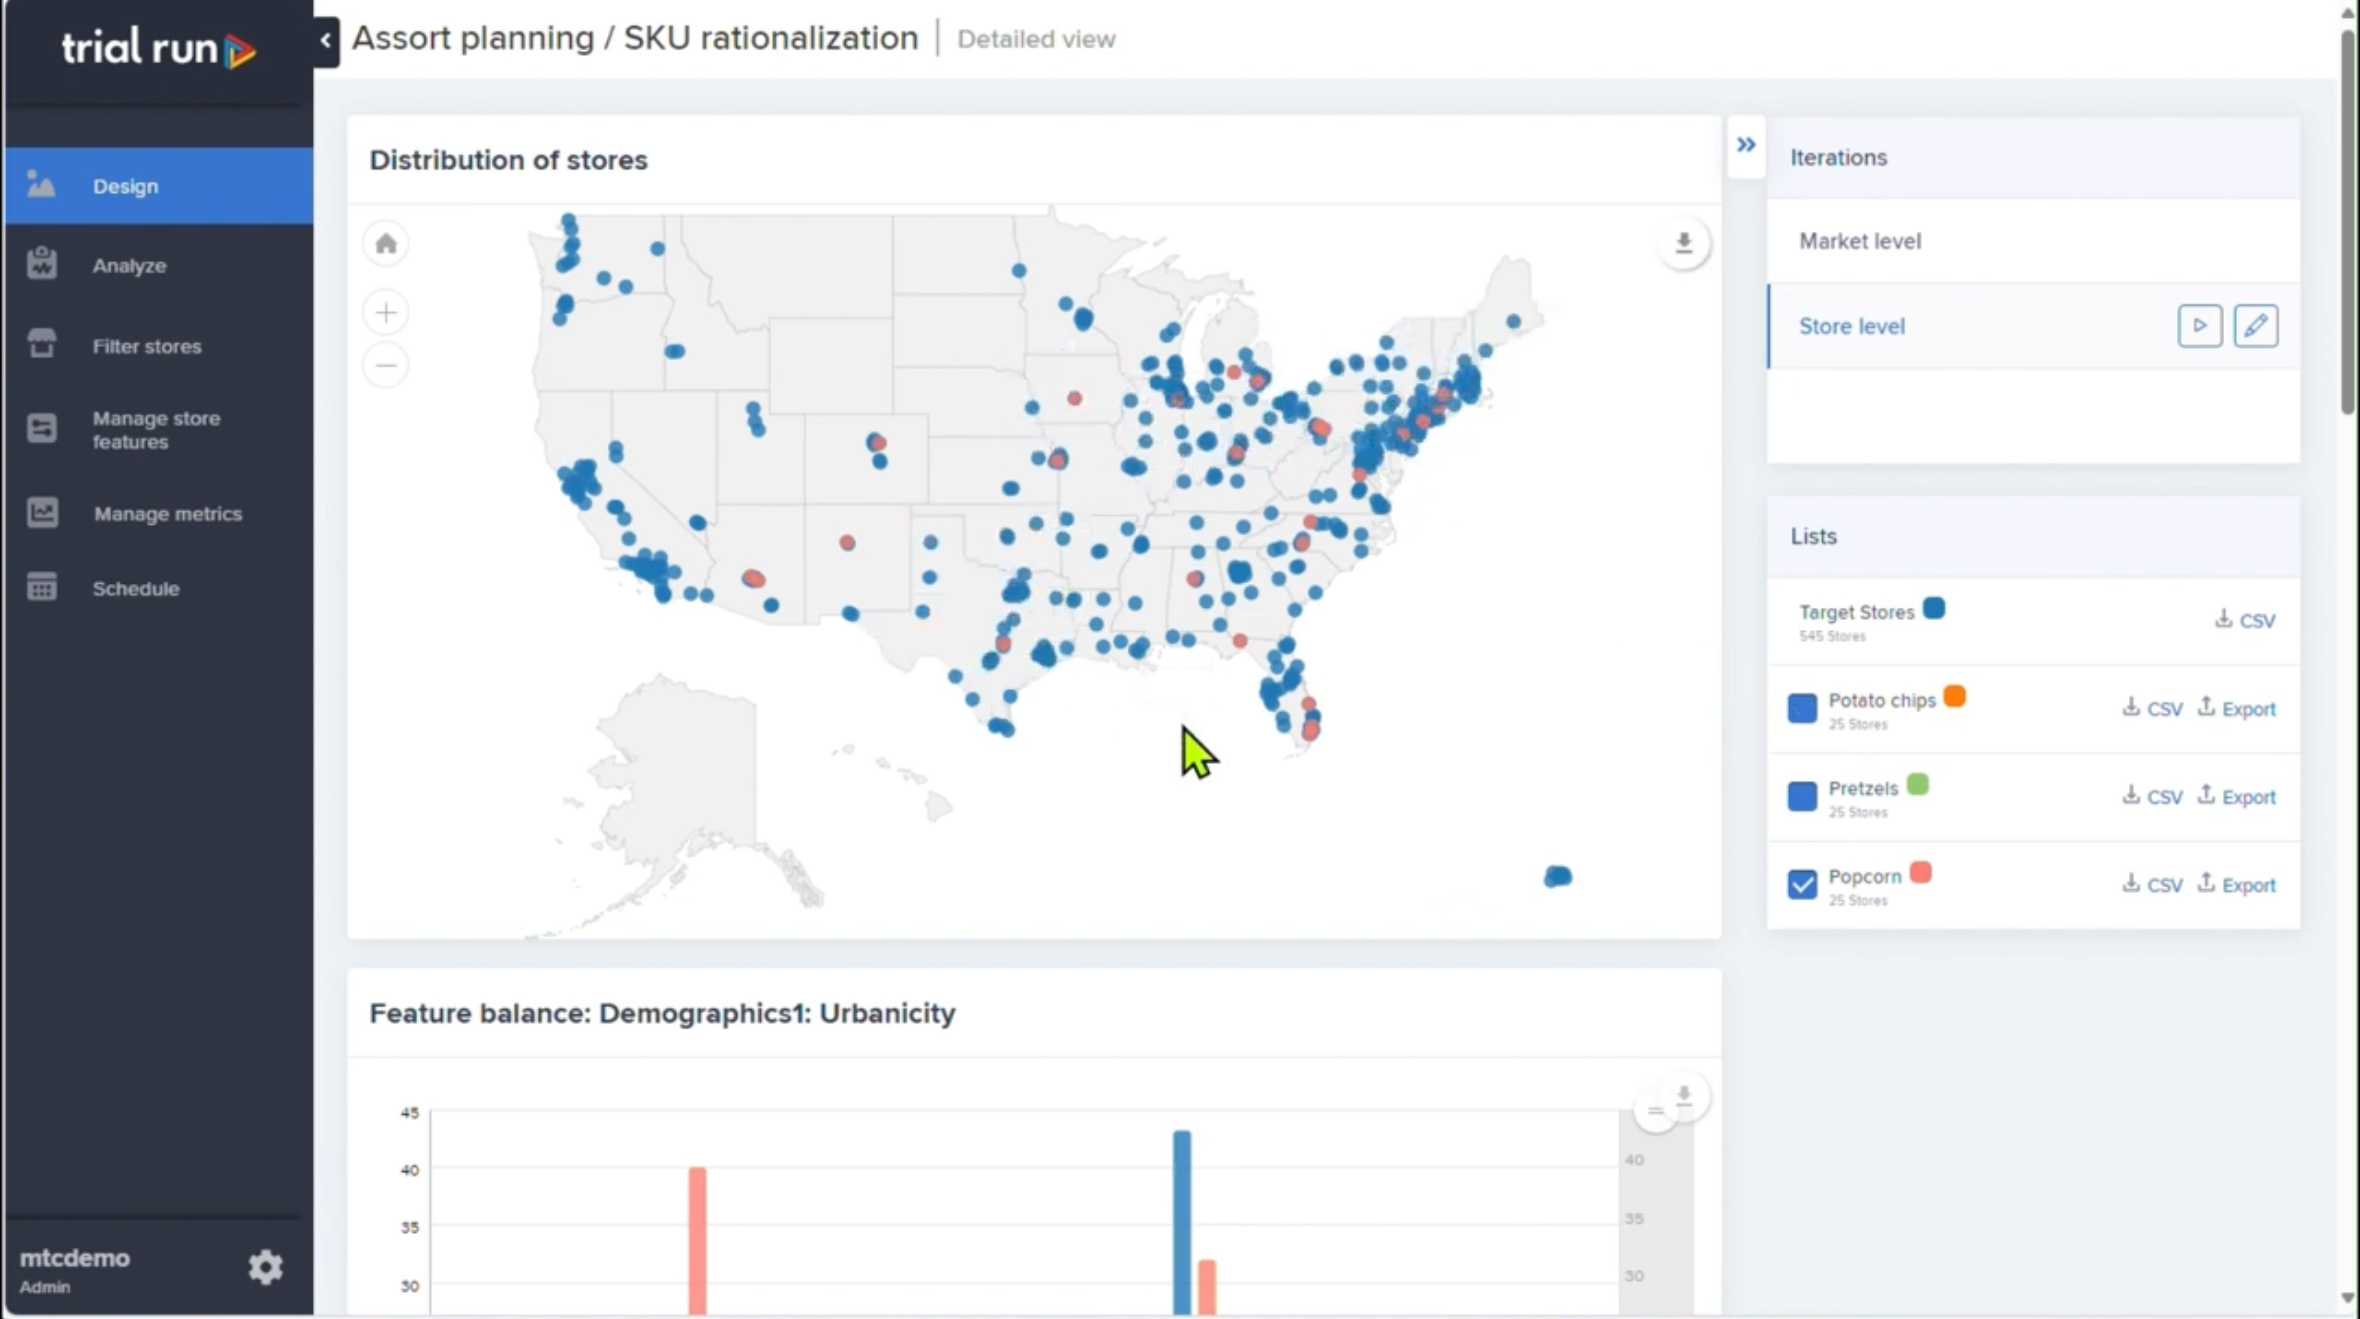 trial run
Assort planning / SKU rationalization
Detailed view
Design
Analyze
Filter stores
Manage store
features
Manage metrics
Schedule
mtcdemo
Admin
Distribution of stores
Iterations
Market level
Store level
Lists
Target Stores
545 Stores
CSV
Potato chips
25 Stores
CSV
Export
Pretzels
25 Stores
CSV
Export
Popcorn
25 Stores
CSV
Export
Feature balance: Demographics1: Urbanicity
45
40
35
30
40
35
30